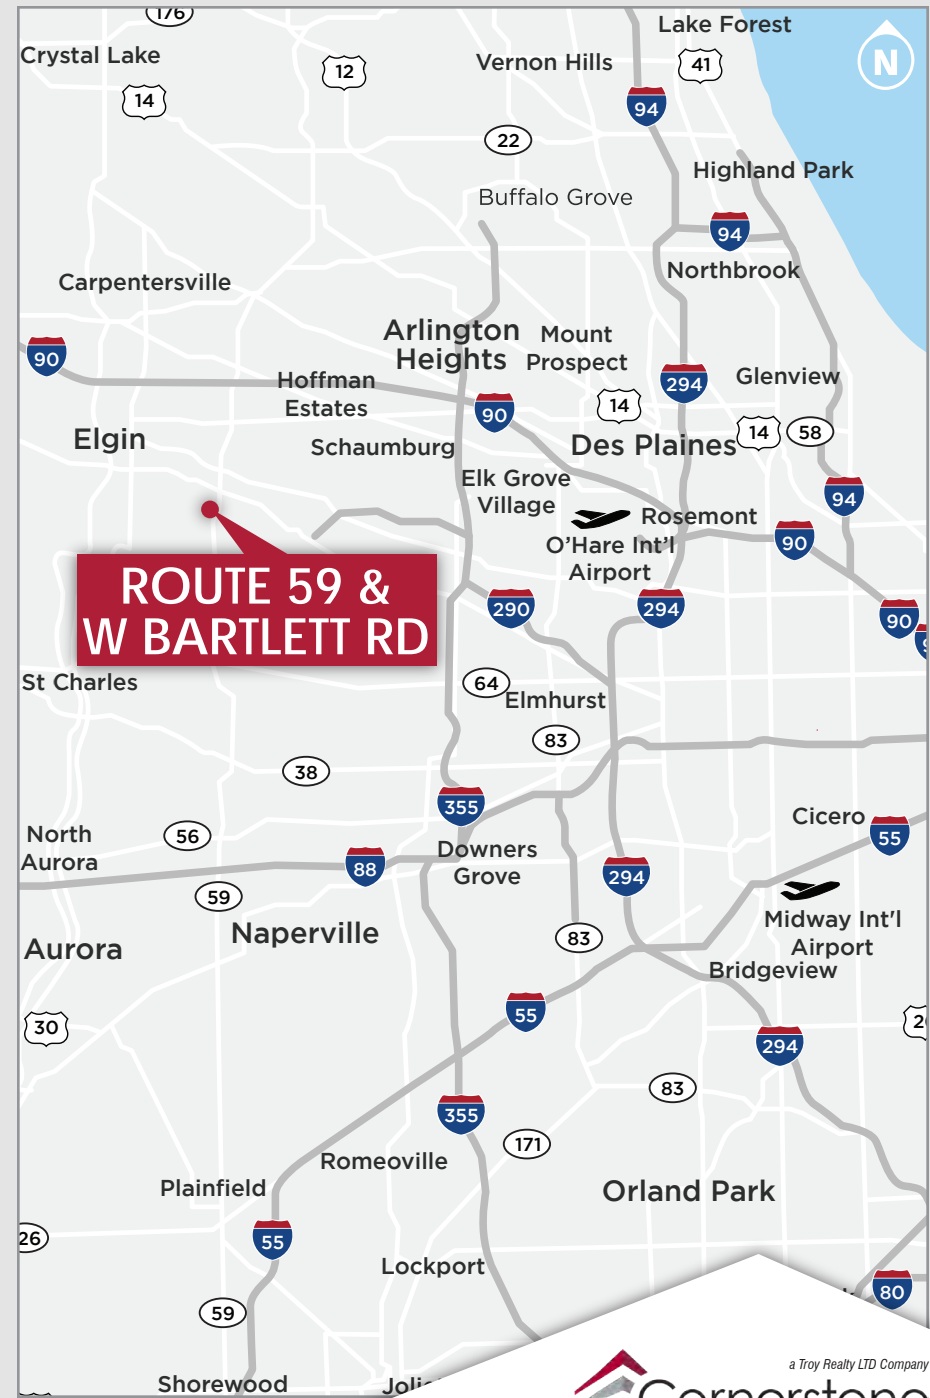 176
Lake Forest
Crystal Lake
12
Vernon Hills
41
N
14
94
22
Highland Park
Buffalo Grove
94
Northbrook
Carpentersville
Arlington
Heights
Mount
Prospect
90
Hoffman
Estates
294
Glenview
90
14
14
58
Elgin
Schaumburg
Des Plaines
Elk Grove
Village
94
Rosemont
90
O'Hare Int'l
Airport
ROUTE 59 &
W BARTLETT RD
290
294
90
St Charles
64
Elmhurst
83
38
355
Cicero
55
North
Aurora
56
88
Downers
Grove
294
59
Midway Int'l
Airport
Naperville
83
Aurora
Bridgeview
55
30
294
83
355
171
Romeoville
Plainfield
Orland Park
26
55
Lockport
80
59
a Troy Realty LTD Company
Shorewood
Cornerstone